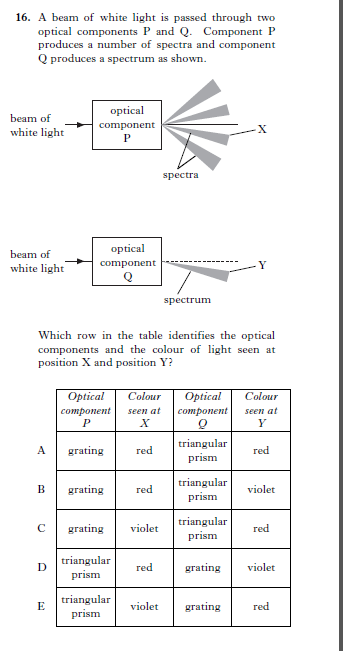 16. A beam of white light is passed through two
optical components P and Q. Component P
produces a number of spectra and component
Q produces a spectrum as shown.
beam of
white light
optical
component
P
X
spectra
beam of
white light
optical
component
Q
Y
spectrum
Which row in the table identifies the optical
components and the colour of light seen at
position X and position Y?
Optical component P | Colour seen at X | Optical component Q | Colour seen at Y
A grating red triangular prism red
B grating red triangular prism violet
C grating violet triangular prism red
D triangular prism red grating violet
E triangular prism violet grating red